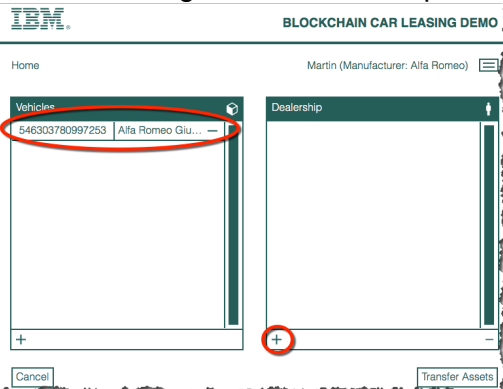 IBM.
BLOCKCHAIN CAR LEASING DEMO
Home
Martin (Manufacturer: Alfa Romeo)
Vehicles
546303780997253 Alfa Romeo Giu... −
+
Dealership
+ −
Cancel
Transfer Assets